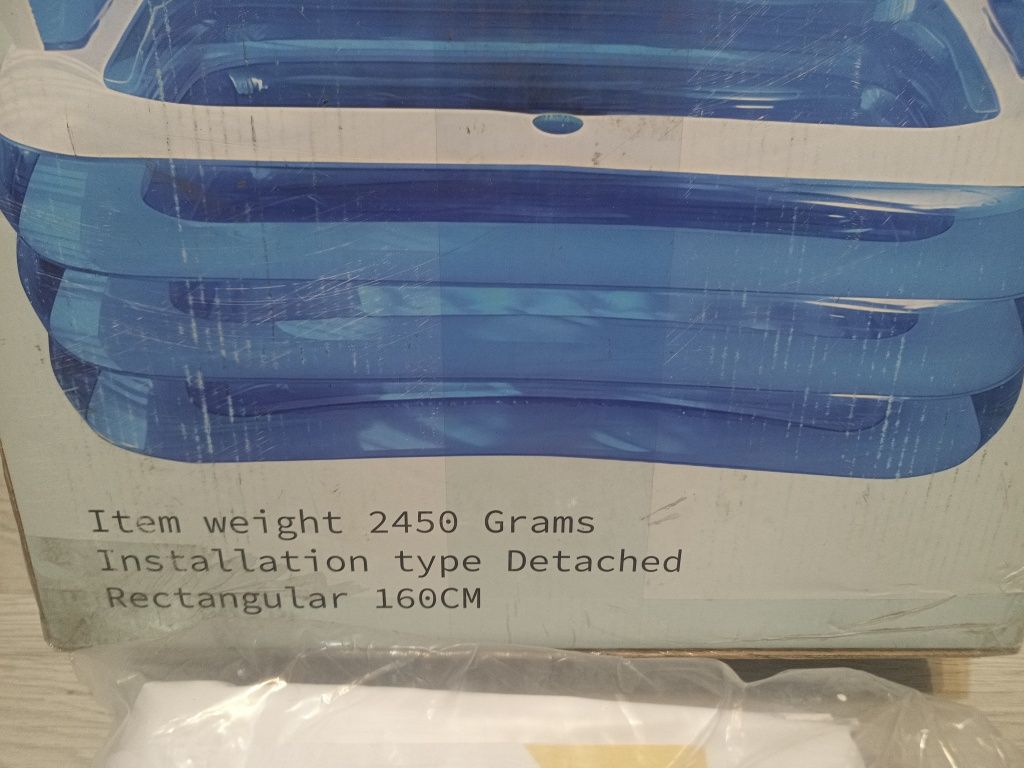 Item weight 2450 Grams
Installation type Detached
Rectangular 160CM